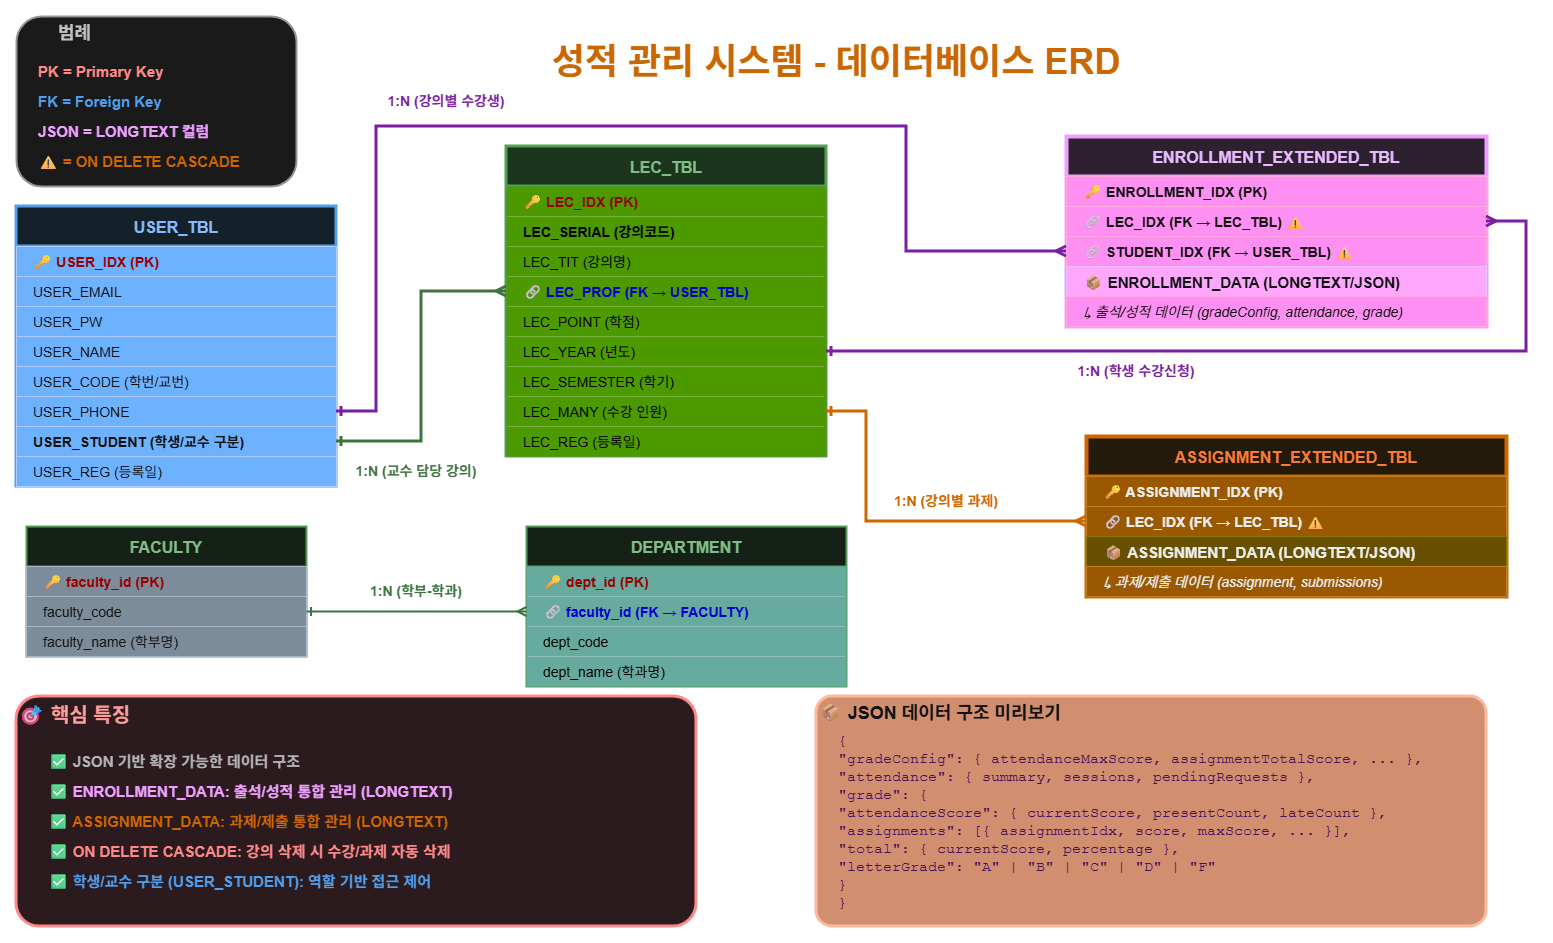 범례
PK = Primary Key
FK = Foreign Key
JSON = LONGTEXT 컬럼
⚠️ = ON DELETE CASCADE
성적 관리 시스템 - 데이터베이스 ERD
1:N (강의별 수강생)
USER_TBL
🔑 USER_IDX (PK)
USER_EMAIL
USER_PW
USER_NAME
USER_CODE (학번/교번)
USER_PHONE
USER_STUDENT (학생/교수 구분)
USER_REG (등록일)
1:N (교수 담당 강의)
LEC_TBL
🔑 LEC_IDX (PK)
LEC_SERIAL (강의코드)
LEC_TIT (강의명)
🔗 LEC_PROF (FK → USER_TBL)
LEC_POINT (학점)
LEC_YEAR (년도)
LEC_SEMESTER (학기)
LEC_MANY (수강 인원)
LEC_REG (등록일)
ENROLLMENT_EXTENDED_TBL
🔑 ENROLLMENT_IDX (PK)
🔗 LEC_IDX (FK → LEC_TBL) ⚠️
🔗 STUDENT_IDX (FK → USER_TBL) ⚠️
📦 ENROLLMENT_DATA (LONGTEXT/JSON)
↳ 출석/성적 데이터 (gradeConfig, attendance, grade)
1:N (학생 수강신청)
1:N (강의별 과제)
ASSIGNMENT_EXTENDED_TBL
🔑 ASSIGNMENT_IDX (PK)
🔗 LEC_IDX (FK → LEC_TBL) ⚠️
📦 ASSIGNMENT_DATA (LONGTEXT/JSON)
↳ 과제/제출 데이터 (assignment, submissions)
FACULTY
🔑 faculty_id (PK)
faculty_code
faculty_name (학부명)
1:N (학부-학과)
DEPARTMENT
🔑 dept_id (PK)
🔗 faculty_id (FK → FACULTY)
dept_code
dept_name (학과명)
🎯 핵심 특징
✅ JSON 기반 확장 가능한 데이터 구조
✅ ENROLLMENT_DATA: 출석/성적 통합 관리 (LONGTEXT)
✅ ASSIGNMENT_DATA: 과제/제출 통합 관리 (LONGTEXT)
✅ ON DELETE CASCADE: 강의 삭제 시 수강/과제 자동 삭제
✅ 학생/교수 구분 (USER_STUDENT): 역할 기반 접근 제어
📦 JSON 데이터 구조 미리보기
{
"gradeConfig": { attendanceMaxScore, assignmentTotalScore, ... },
"attendance": { summary, sessions, pendingRequests },
"grade": {
"attendanceScore": { currentScore, presentCount, lateCount },
"assignments": [{ assignmentIdx, score, maxScore, ... }],
"total": { currentScore, percentage },
"letterGrade": "A" | "B" | "C" | "D" | "F"
}
}